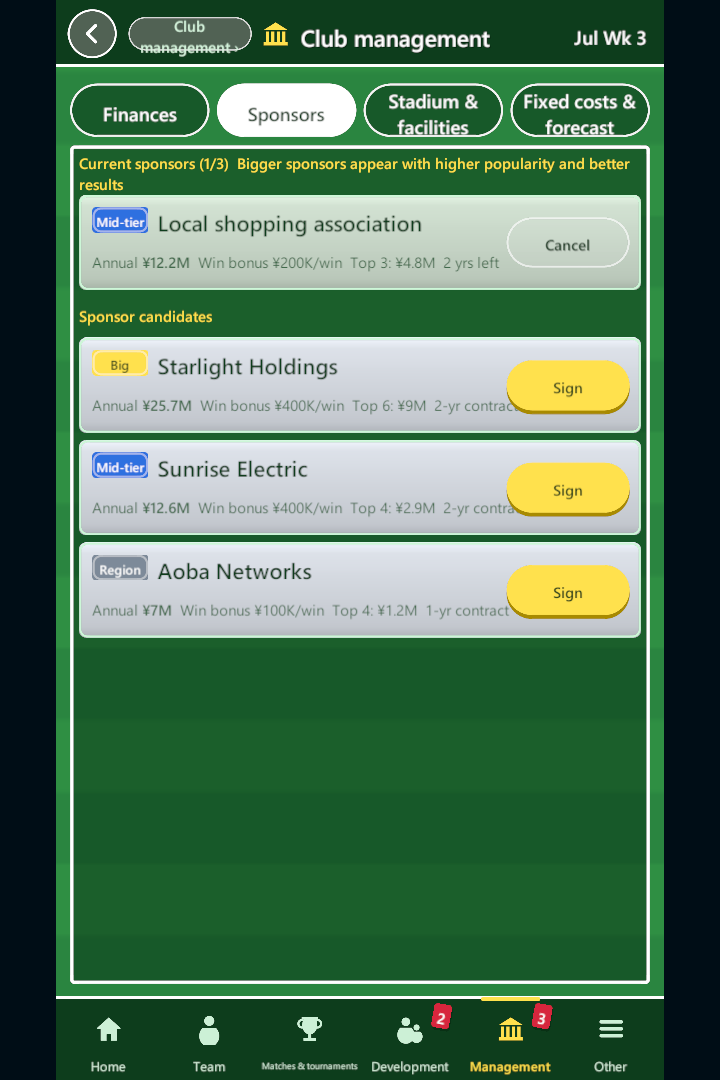 Club
management ›
Club management
Jul Wk 3
Finances
Sponsors
Stadium &
facilities
Fixed costs &
forecast
Current sponsors (1/3)  Bigger sponsors appear with higher popularity and better
results
Mid-tier
Local shopping association
Annual ¥12.2M  Win bonus ¥200K/win  Top 3: ¥4.8M  2 yrs left
Cancel
Sponsor candidates
Big
Starlight Holdings
Annual ¥25.7M  Win bonus ¥400K/win  Top 6: ¥9M  2-yr contract
Sign
Mid-tier
Sunrise Electric
Annual ¥12.6M  Win bonus ¥400K/win  Top 4: ¥2.9M  2-yr contra
Sign
Region
Aoba Networks
Annual ¥7M  Win bonus ¥100K/win  Top 4: ¥1.2M  1-yr contract
Sign
2
3
Home
Team
Matches & tournaments
Development
Management
Other